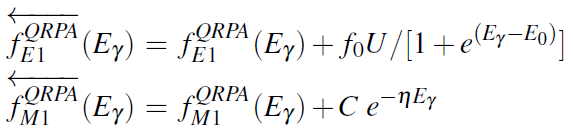 $\overleftarrow{f_{E1}^{QRPA}}(E_\gamma) = f_{E1}^{QRPA}(E_\gamma) + f_0 U/[1 + e^{(E_\gamma - E_0)}]$
$\overleftarrow{f_{M1}^{QRPA}}(E_\gamma) = f_{M1}^{QRPA}(E_\gamma) + C\ e^{-\eta E_\gamma}$